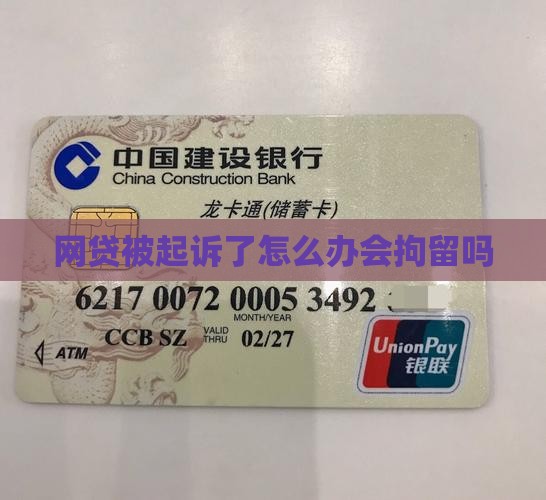 中国建设银行
China Construction Bank
龙卡通(储蓄卡)
网贷被起诉了怎么办会拘留吗
6217 0072 0005 3492
MONTH/YEAR
CCB SZ VALID THRU 02/27
ATM
UnionPay
银联